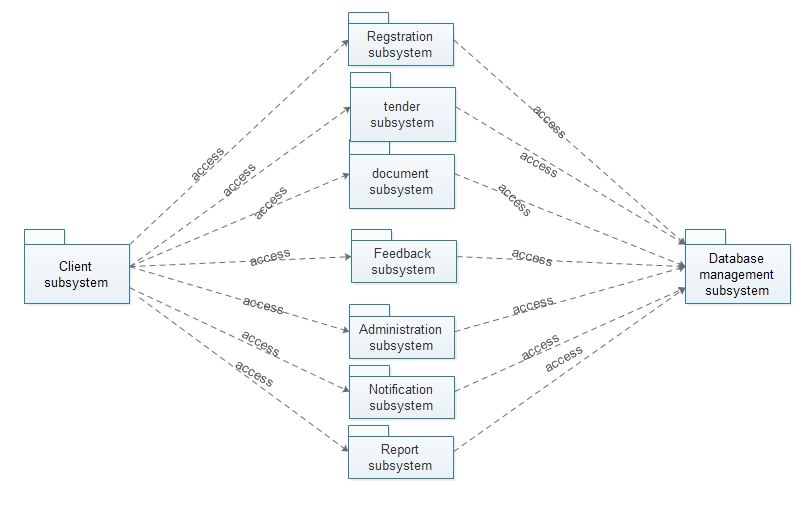 Regstration
subsystem
tender
subsystem
document
subsystem
Feedback
subsystem
Administration
subsystem
Notification
subsystem
Report
subsystem
Client
subsystem
Database
management
subsystem
access
access
access
access
access
access
access
access
access
access
access
access
access
access